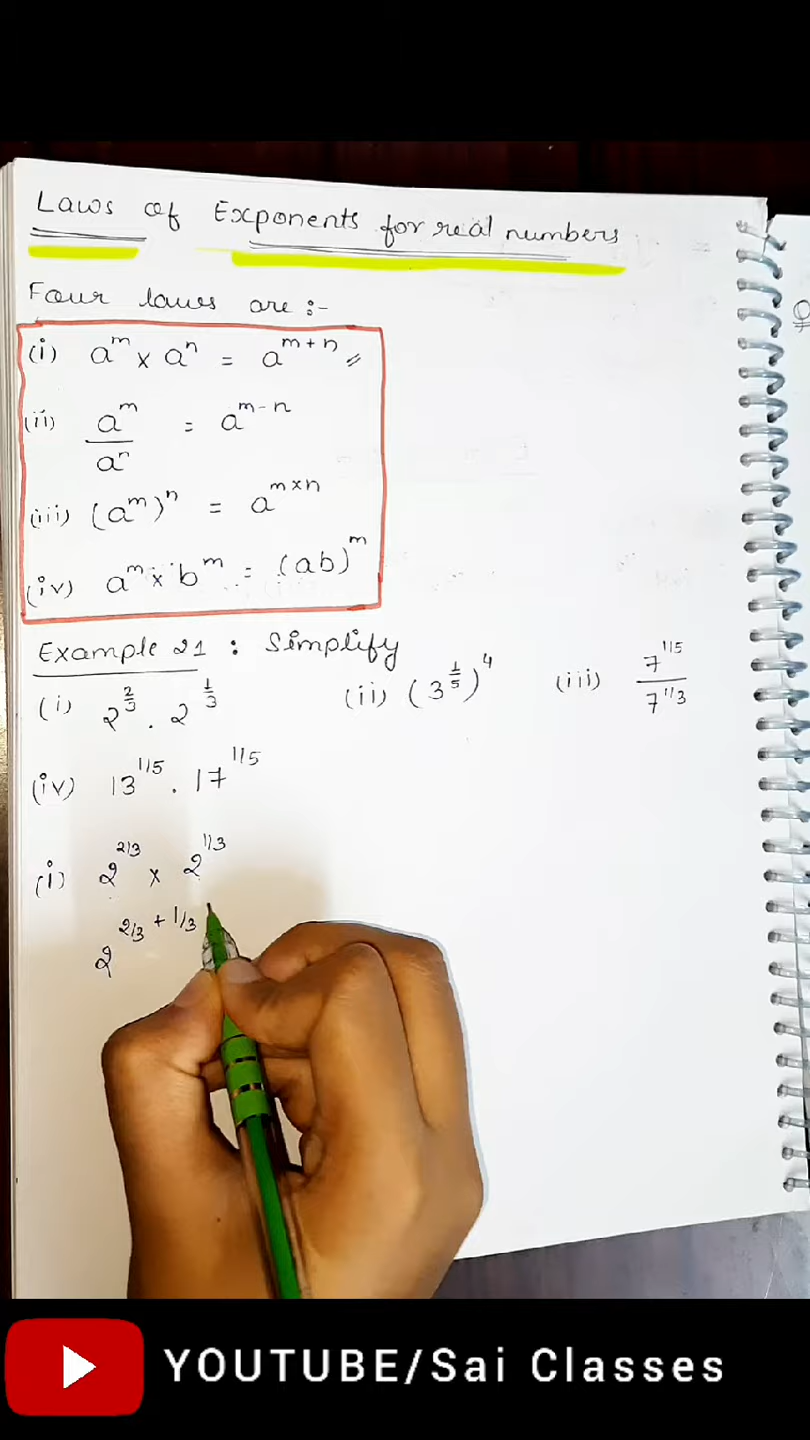 Laws of Exponents for real numbers
Four laws are :-
(i) a^m × a^n = a^(m+n) //
(ii) a^m / a^n = a^(m-n)
(iii) (a^m)^n = a^(m×n)
(iv) a^m × b^m = (ab)^m
Example 21 : Simplify
(i) 2^(2/3) . 2^(1/3) (ii) (3^(1/5))^4 (iii) 7^(1/5) / 7^(1/3)
(iv) 13^(1/5) . 17^(1/5)
(i) 2^(2/3) × 2^(1/3)
2^(2/3 + 1/3)
YOUTUBE/Sai Classes